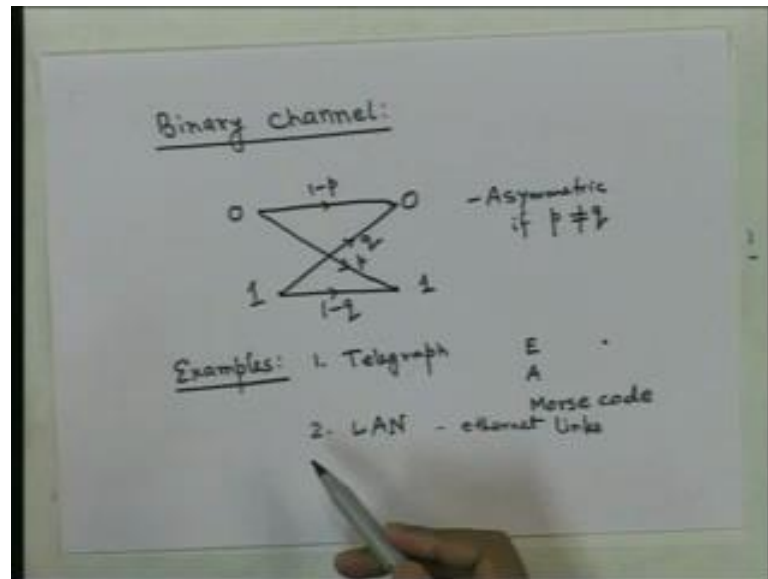 Binary Channel:
1-p
0 0 - Asymmetric
if p ≠ q
q
p
1 1
1-q
Examples: 1. Telegraph E .
A
Morse code
2. LAN - ethernet links